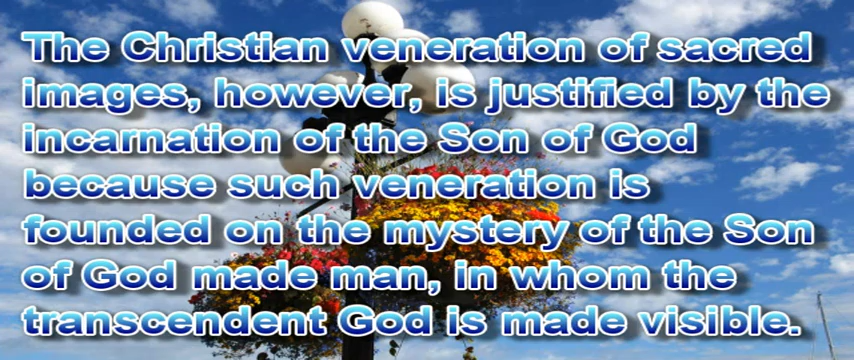 The Christian veneration of sacred
images, however, is justified by the
incarnation of the Son of God
because such veneration is
founded on the mystery of the Son
of God made man, in whom the
transcendent God is made visible.